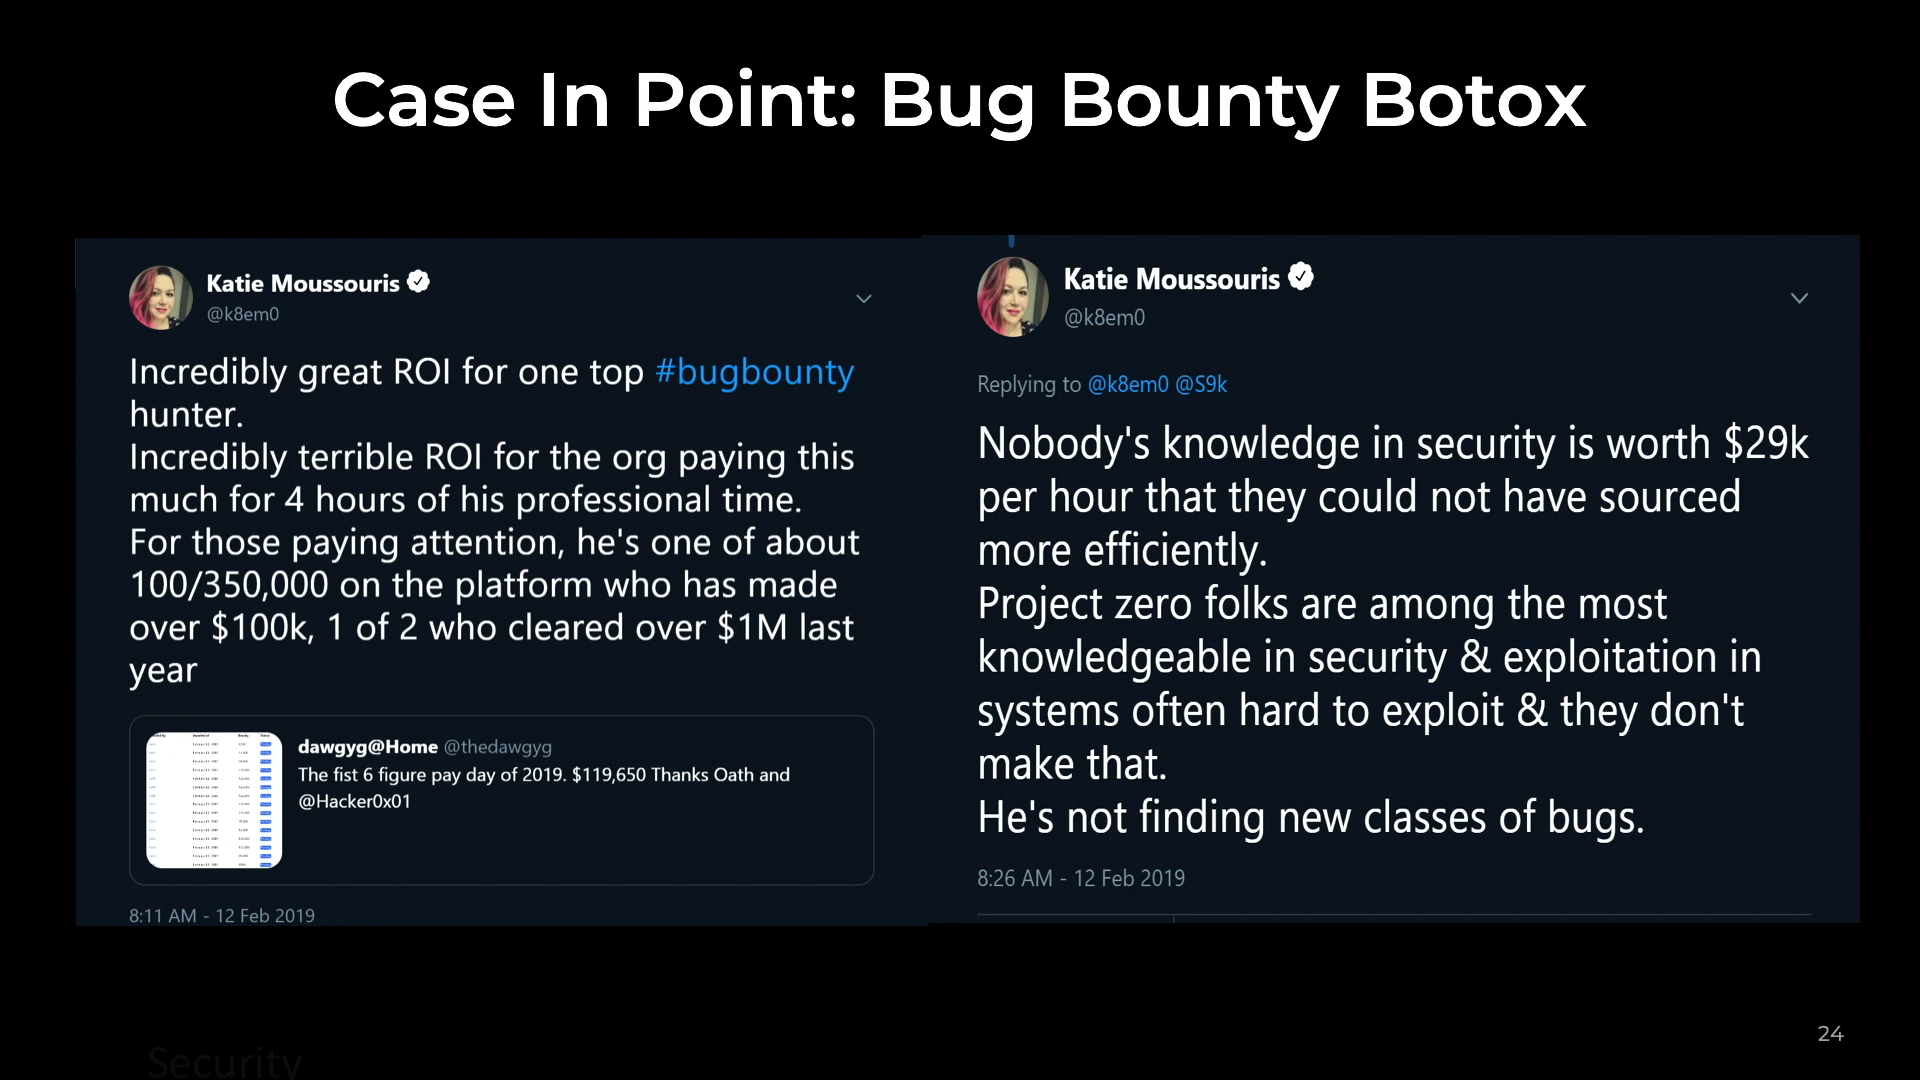 Case In Point: Bug Bounty Botox
Katie Moussouris
@k8em0
Incredibly great ROI for one top #bugbounty
hunter.
Incredibly terrible ROI for the org paying this
much for 4 hours of his professional time.
For those paying attention, he's one of about
100/350,000 on the platform who has made
over $100k, 1 of 2 who cleared over $1M last
year
dawgyg@Home @thedawgyg
The fist 6 figure pay day of 2019. $119,650 Thanks Oath and
@Hacker0x01
8:11 AM - 12 Feb 2019
Katie Moussouris
@k8em0
Replying to @k8em0 @S9k
Nobody's knowledge in security is worth $29k
per hour that they could not have sourced
more efficiently.
Project zero folks are among the most
knowledgeable in security & exploitation in
systems often hard to exploit & they don't
make that.
He's not finding new classes of bugs.
8:26 AM - 12 Feb 2019
24
Security